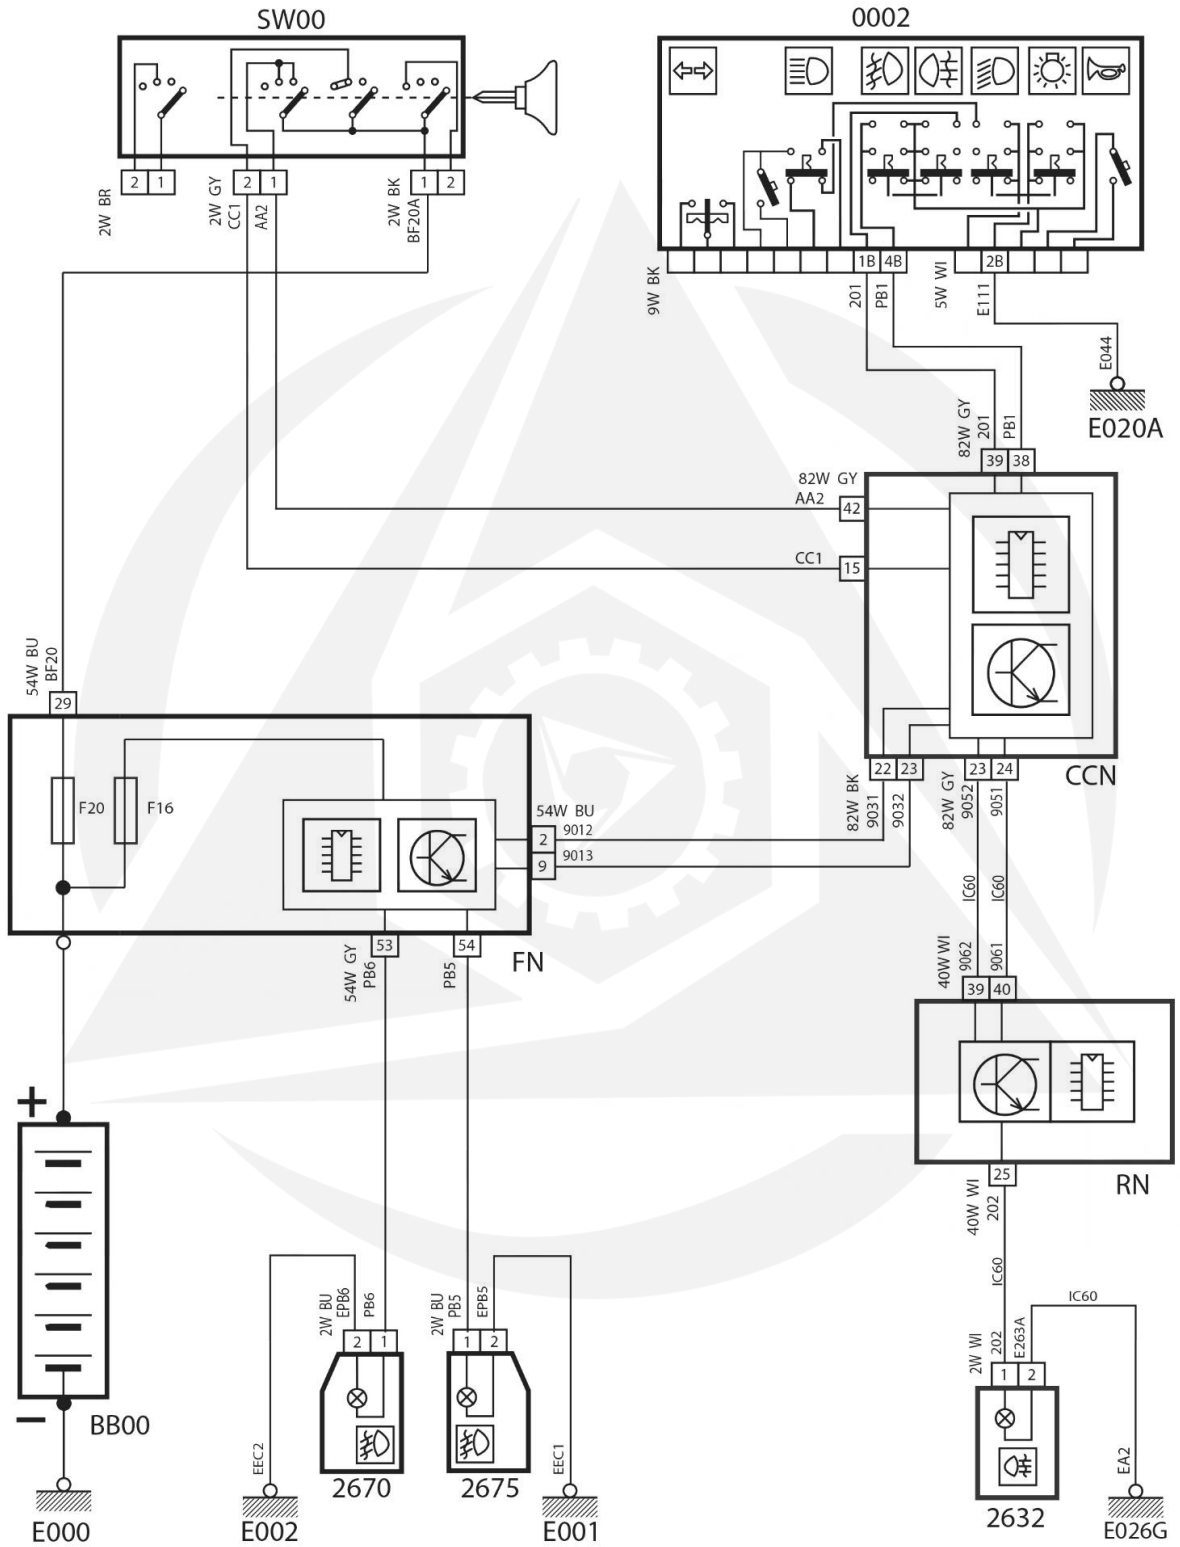 SW00
0002
2 1
2 1
1 2
2W BR
2W GY
CC1
AA2
2W BK
BF20A
1B 4B
2B
9W BK
201
PB1
5W WI
E111
E044
E020A
82W GY
201
PB1
39 38
82W GY
AA2
42
CC1
15
54W BU
BF20
29
F20
F16
54W BU
9012
2
9013
9
22 23
23 24
CCN
82W BK
9031
9032
82W GY
9052
9051
53
54
FN
54W GY
PB6
PB5
IC60
IC60
40W WI
9062
9061
39 40
+
25
RN
40W WI
202
IC60
2W BU
EPB6
PB6
2W BU
PB5
EPB5
IC60
2 1
1 2
2W WI
202
E263A
1 2
–
BB00
EEC2
EEC1
EA2
2670
2675
2632
E000
E002
E001
E026G